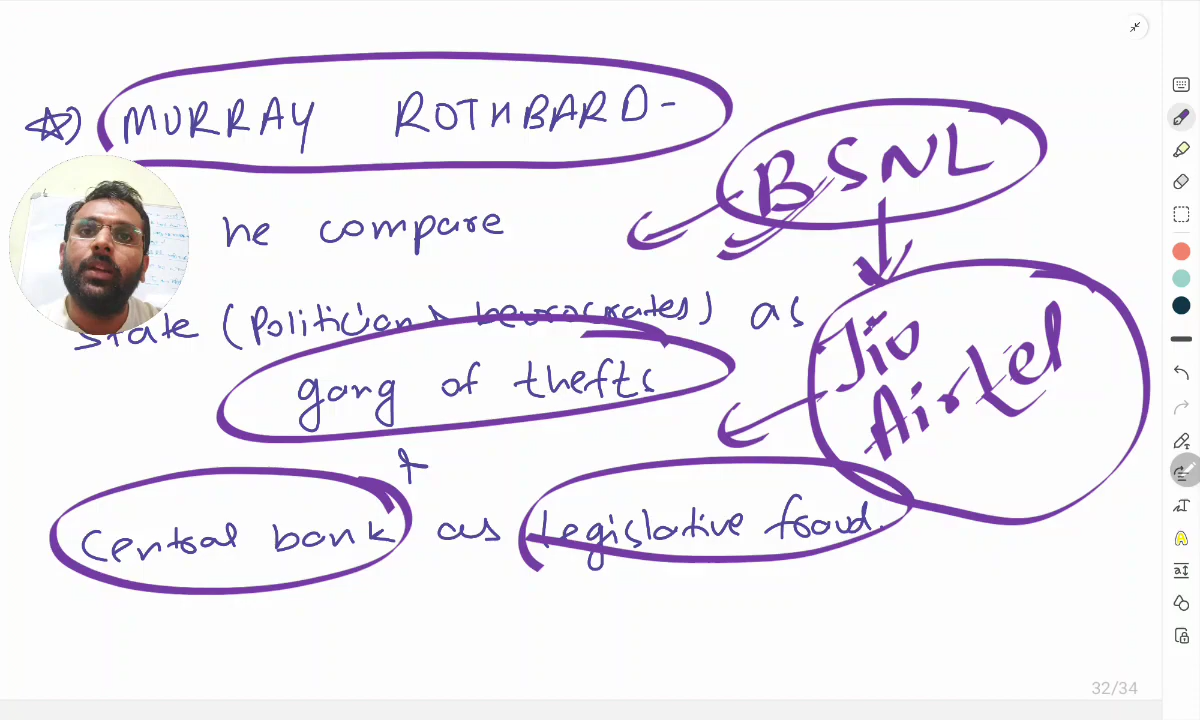 MURRAY ROTHBARD-
BSNL
he compare
state (Politician
as
Jio
Airtel
gang of thefts
+
Central bank as Legislative fraud.
32/34